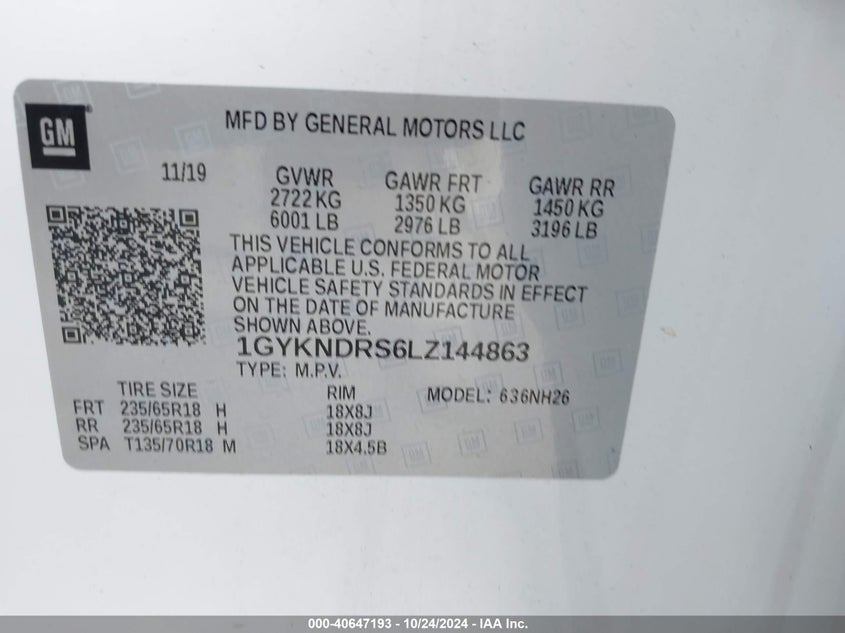 GM
MFD BY GENERAL MOTORS LLC
11/19
GVWR
2722 KG
6001 LB
GAWR FRT
1350 KG
2976 LB
GAWR RR
1450 KG
3196 LB
THIS VEHICLE CONFORMS TO ALL
APPLICABLE U.S. FEDERAL MOTOR
VEHICLE SAFETY STANDARDS IN EFFECT
ON THE DATE OF MANUFACTURE
SHOWN ABOVE.
1GYKNDRS6LZ144863
TYPE: M.P.V.
TIRE SIZE RIM MODEL: 636NH26
FRT 235/65R18 H 18X8J
RR 235/65R18 H 18X8J
SPA T135/70R18 M 18X4.5B
000-40647193 - 10/24/2024 - IAA Inc.